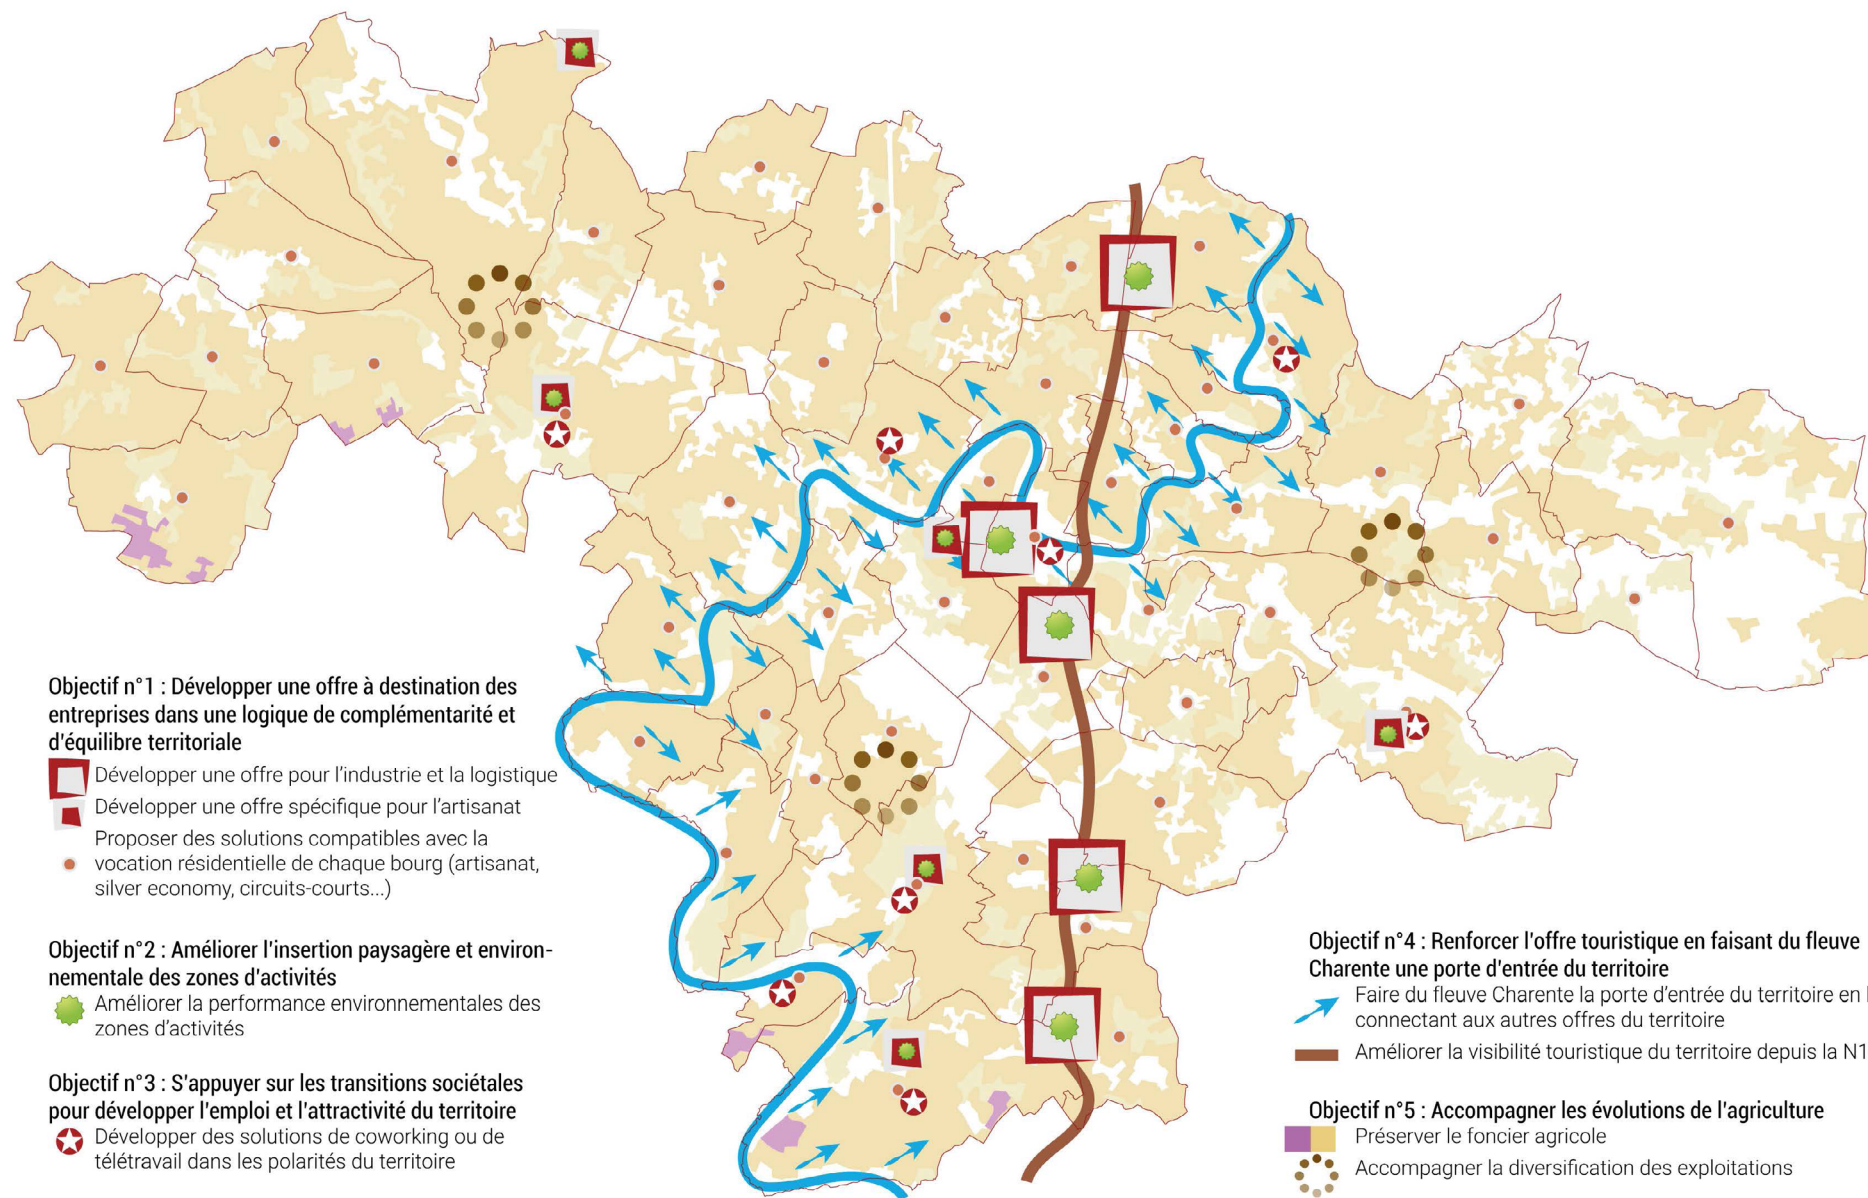 Objectif n°1 : Développer une offre à destination des
entreprises dans une logique de complémentarité et
d'équilibre territoriale
Développer une offre pour l'industrie et la logistique
Développer une offre spécifique pour l'artisanat
Proposer des solutions compatibles avec la
vocation résidentielle de chaque bourg (artisanat,
silver economy, circuits-courts...)
Objectif n°2 : Améliorer l'insertion paysagère et environ-
nementale des zones d'activités
Améliorer la performance environnementales des
zones d'activités
Objectif n°3 : S'appuyer sur les transitions sociétales
pour développer l'emploi et l'attractivité du territoire
Développer des solutions de coworking ou de
télétravail dans les polarités du territoire
Objectif n°4 : Renforcer l'offre touristique en faisant du fleuve
Charente une porte d'entrée du territoire
Faire du fleuve Charente la porte d'entrée du territoire en
connectant aux autres offres du territoire
Améliorer la visibilité touristique du territoire depuis la N1
Objectif n°5 : Accompagner les évolutions de l'agriculture
Préserver le foncier agricole
Accompagner la diversification des exploitations